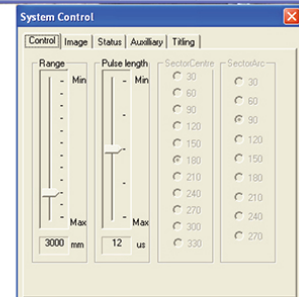 System Control
Control Image Status Auxilliary Titling
Range
Min
Max
3000 mm
Pulse length
Min
Max
12 us
SectorCentre
30
60
90
120
150
180
210
240
270
300
330
SectorArc
30
60
90
120
150
180
210
240
270